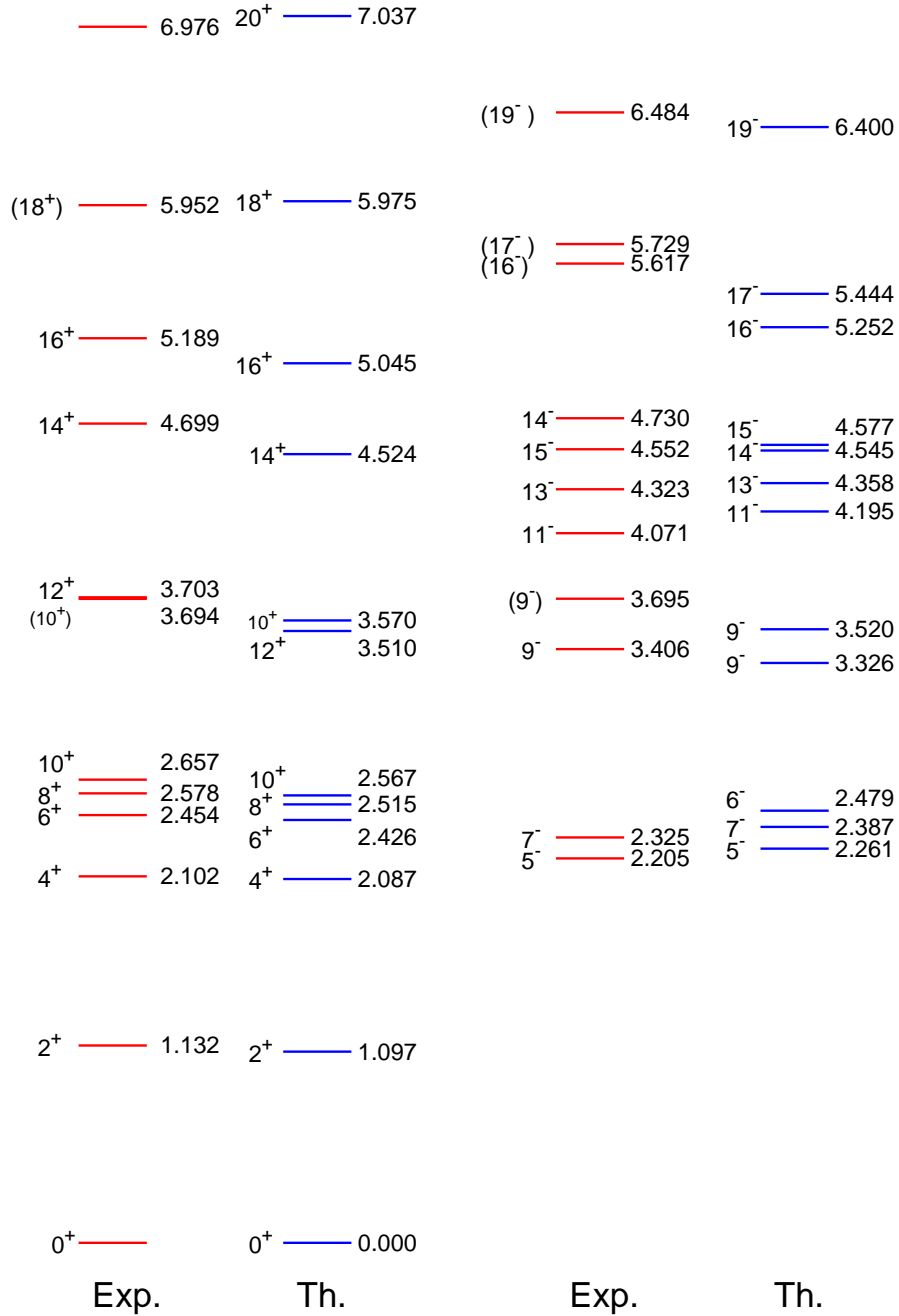 6.976 20⁺ 7.037
(19⁻ ) 6.484
19⁻ 6.400
(18⁺) 5.952 18⁺ 5.975
(17⁻ ) 5.729
(16⁻) 5.617
17⁻ 5.444
16⁻ 5.252
16⁺ 5.189
16⁺ 5.045
14⁻ 4.730 15⁻ 4.577
14⁺ 4.699
15⁻ 4.552 14⁻ 4.545
14⁺ 4.524
13⁻ 4.323 13⁻ 4.358
11⁻ 4.071 11⁻ 4.195
12⁺ 3.703
(10⁺) 3.694 10⁺ 3.570
(9⁻) 3.695
12⁺ 3.510
9⁻ 3.406 9⁻ 3.520
9⁻ 3.326
10⁺ 2.657 10⁺ 2.567
8⁺ 2.578 8⁺ 2.515
6⁺ 2.454 6⁺ 2.426
6⁻ 2.479
7⁻ 2.325 7⁻ 2.387
5⁻ 2.205 5⁻ 2.261
4⁺ 2.102 4⁺ 2.087
2⁺ 1.132 2⁺ 1.097
0⁺ 0⁺ 0.000
Exp. Th. Exp. Th.